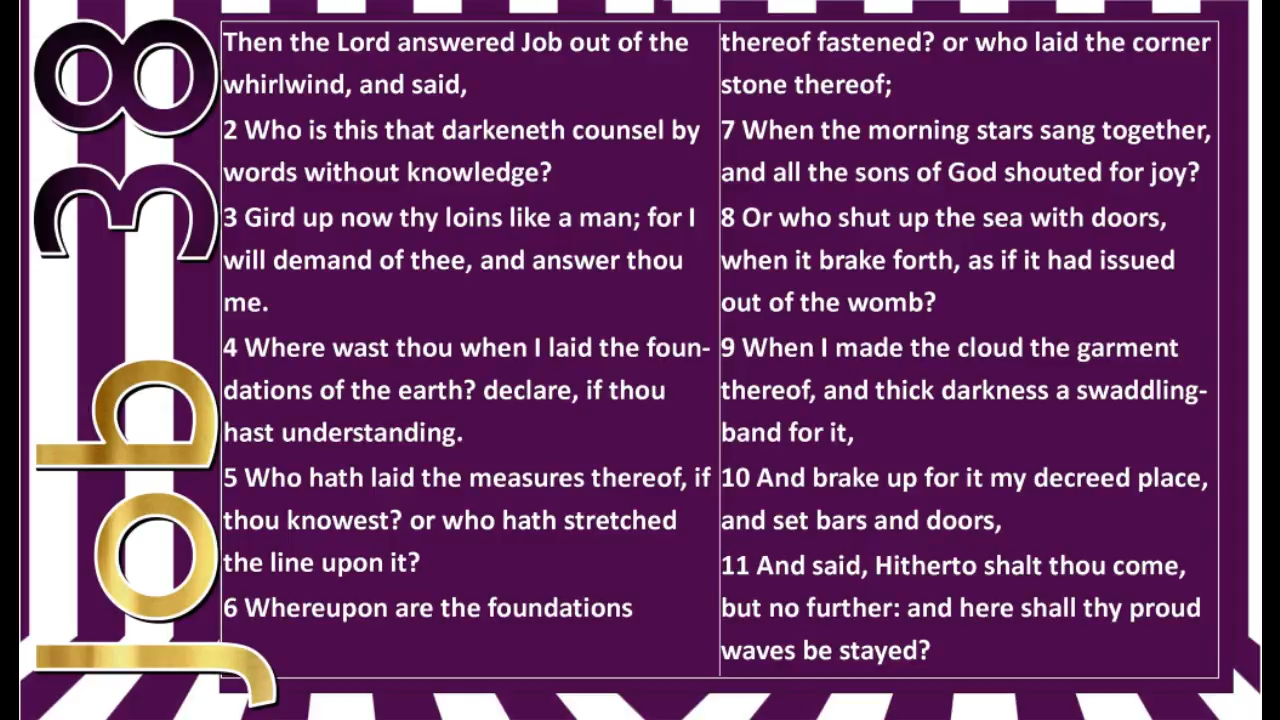 Job 38
Then the Lord answered Job out of the
whirlwind, and said,
2 Who is this that darkeneth counsel by
words without knowledge?
3 Gird up now thy loins like a man; for I
will demand of thee, and answer thou
me.
4 Where wast thou when I laid the foun-
dations of the earth? declare, if thou
hast understanding.
5 Who hath laid the measures thereof, if
thou knowest? or who hath stretched
the line upon it?
6 Whereupon are the foundations
thereof fastened? or who laid the corner
stone thereof;
7 When the morning stars sang together,
and all the sons of God shouted for joy?
8 Or who shut up the sea with doors,
when it brake forth, as if it had issued
out of the womb?
9 When I made the cloud the garment
thereof, and thick darkness a swaddling-
band for it,
10 And brake up for it my decreed place,
and set bars and doors,
11 And said, Hitherto shalt thou come,
but no further: and here shall thy proud
waves be stayed?